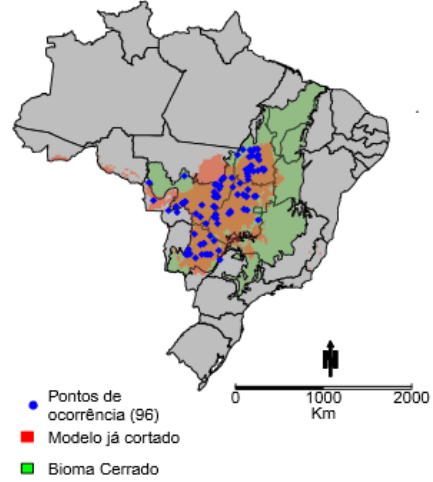 N
0
1000
2000
Km
Pontos de
ocorrência (96)
Modelo já cortado
Bioma Cerrado